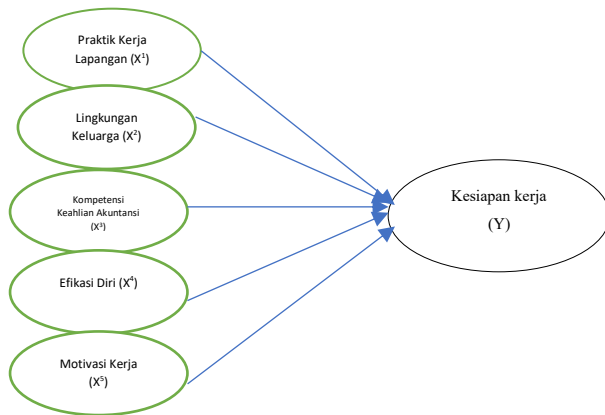 Praktik Kerja
Lapangan (X¹)
Lingkungan
Keluarga (X²)
Kompetensi
Keahlian Akuntansi
(X³)
Efikasi Diri (X⁴)
Motivasi Kerja
(X⁵)
Kesiapan kerja
(Y)